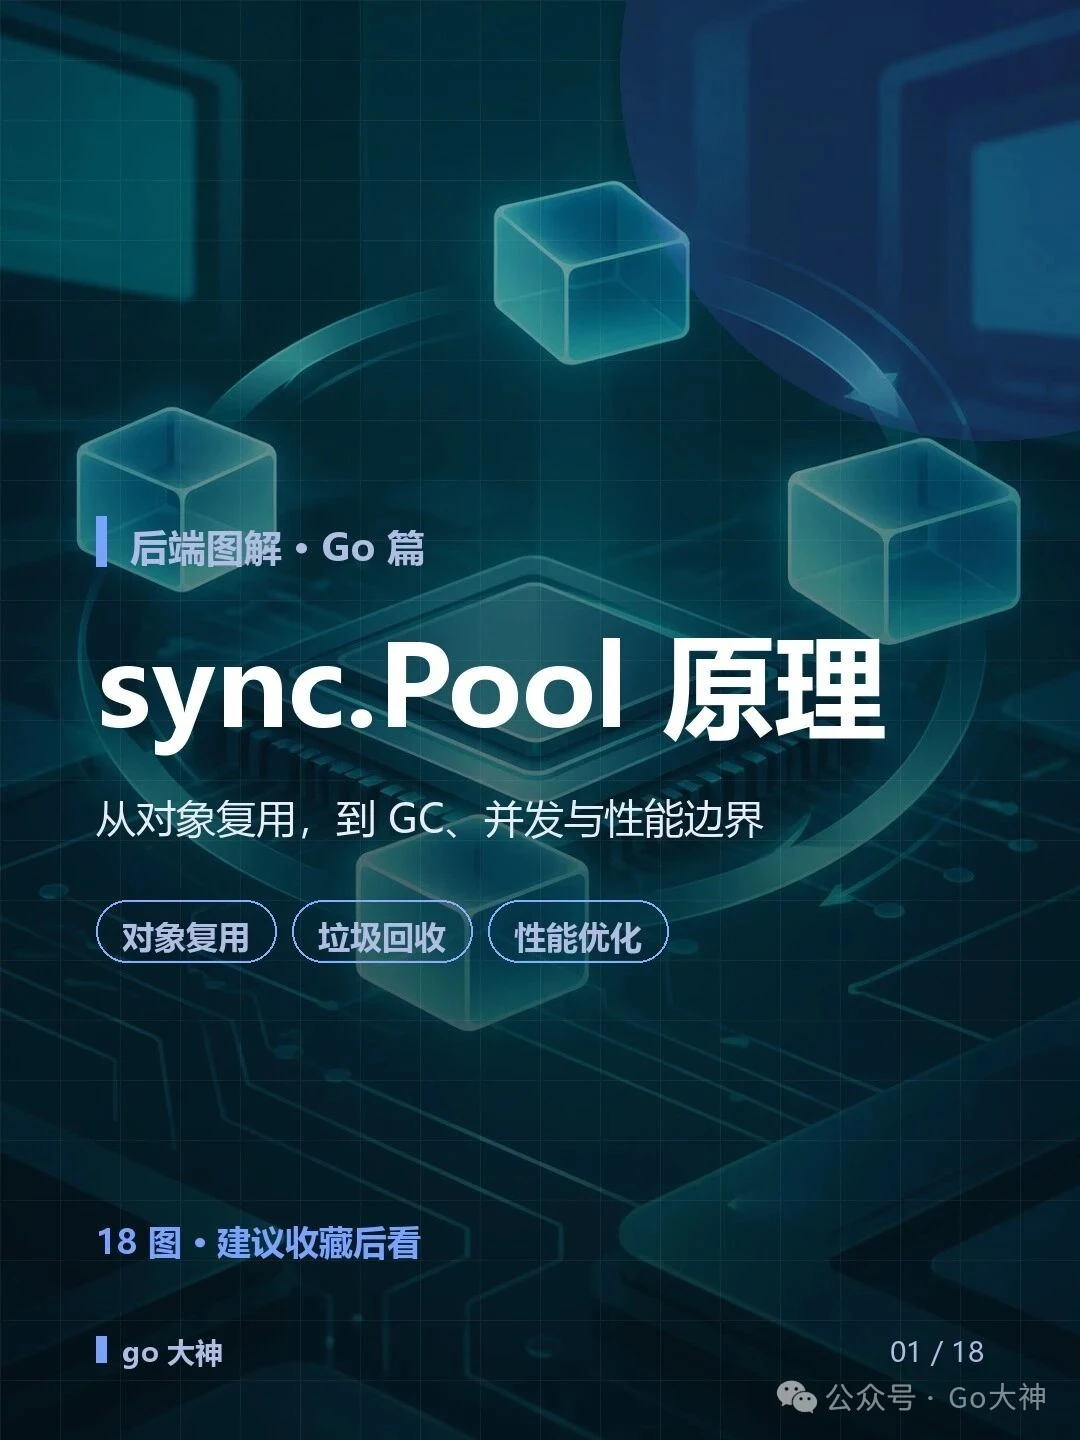 后端图解·Go 篇
sync.Pool 原理
从对象复用，到 GC、并发与性能边界
对象复用 垃圾回收 性能优化
18 图·建议收藏后看
go 大神 01 / 18
公众号·Go大神